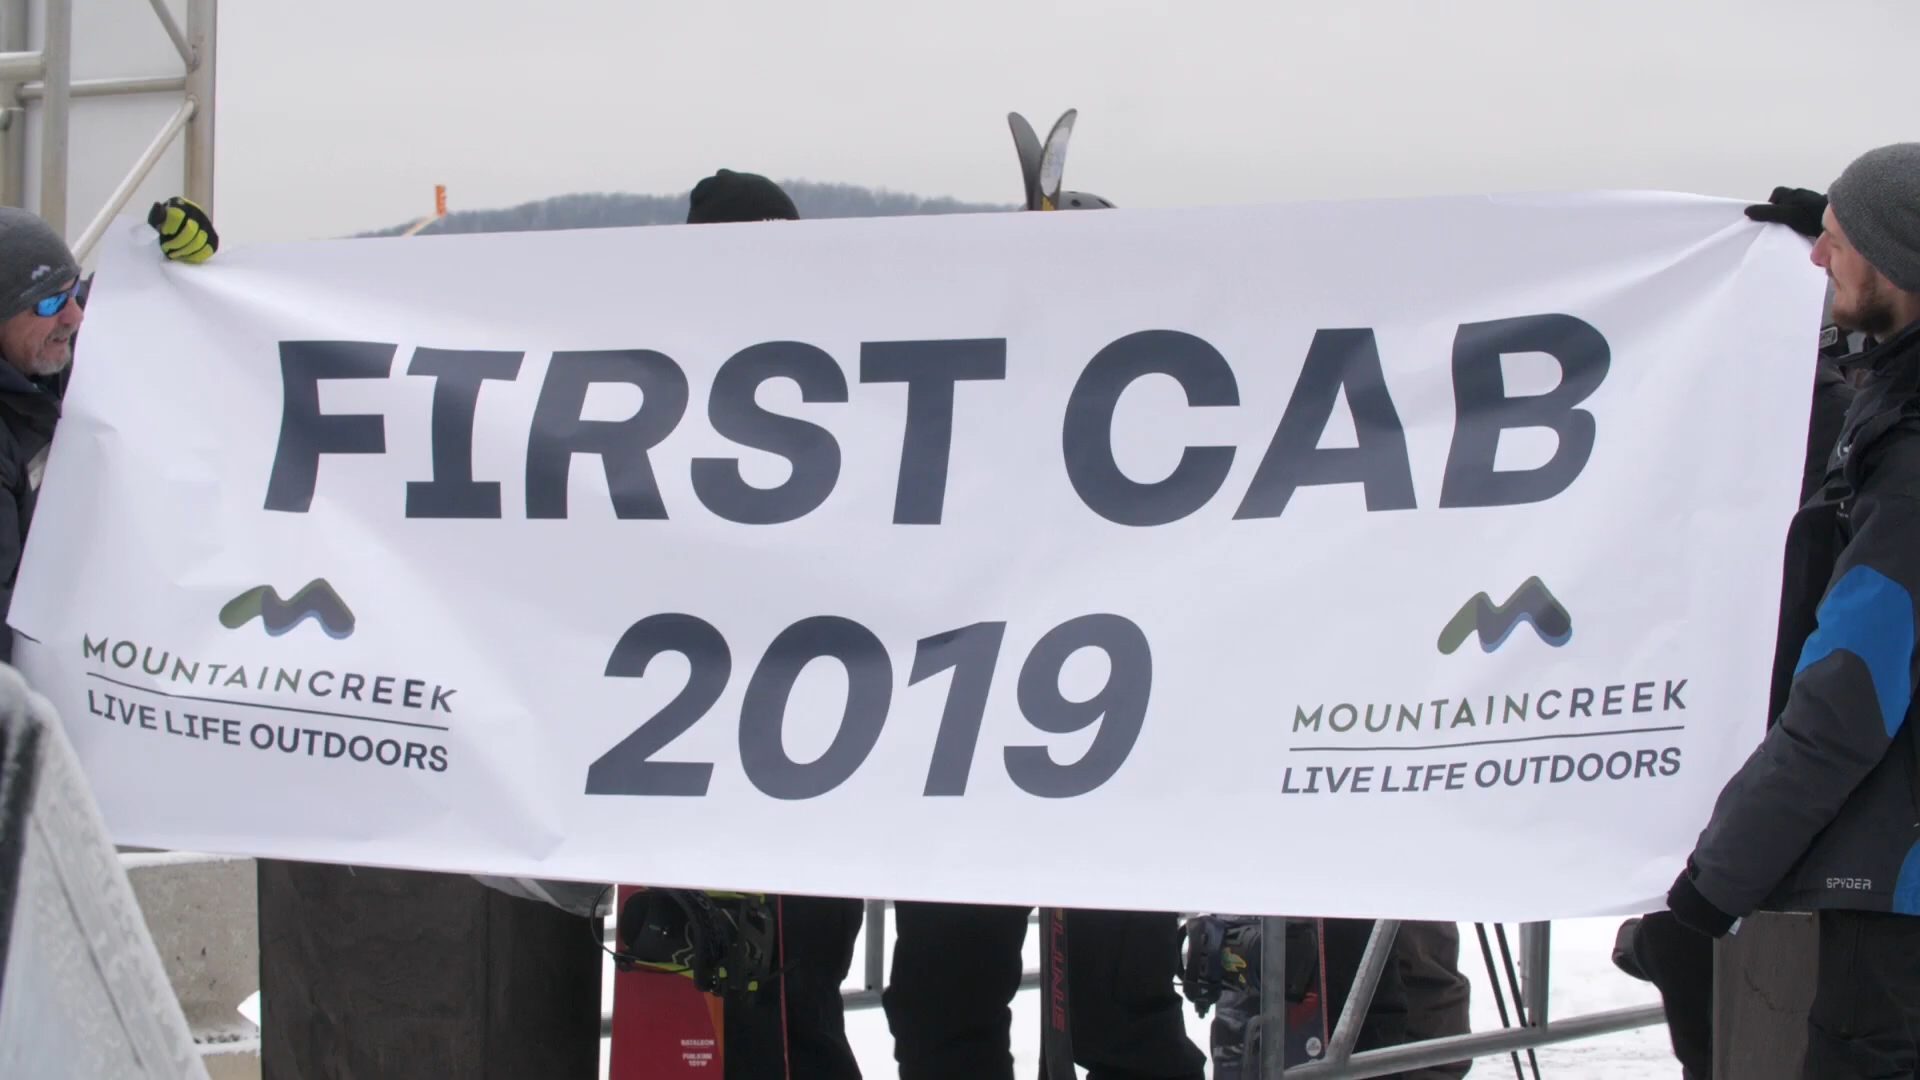 FIRST CAB
2019
MOUNTAINCREEK
LIVE LIFE OUTDOORS
MOUNTAINCREEK
LIVE LIFE OUTDOORS
SPYDER